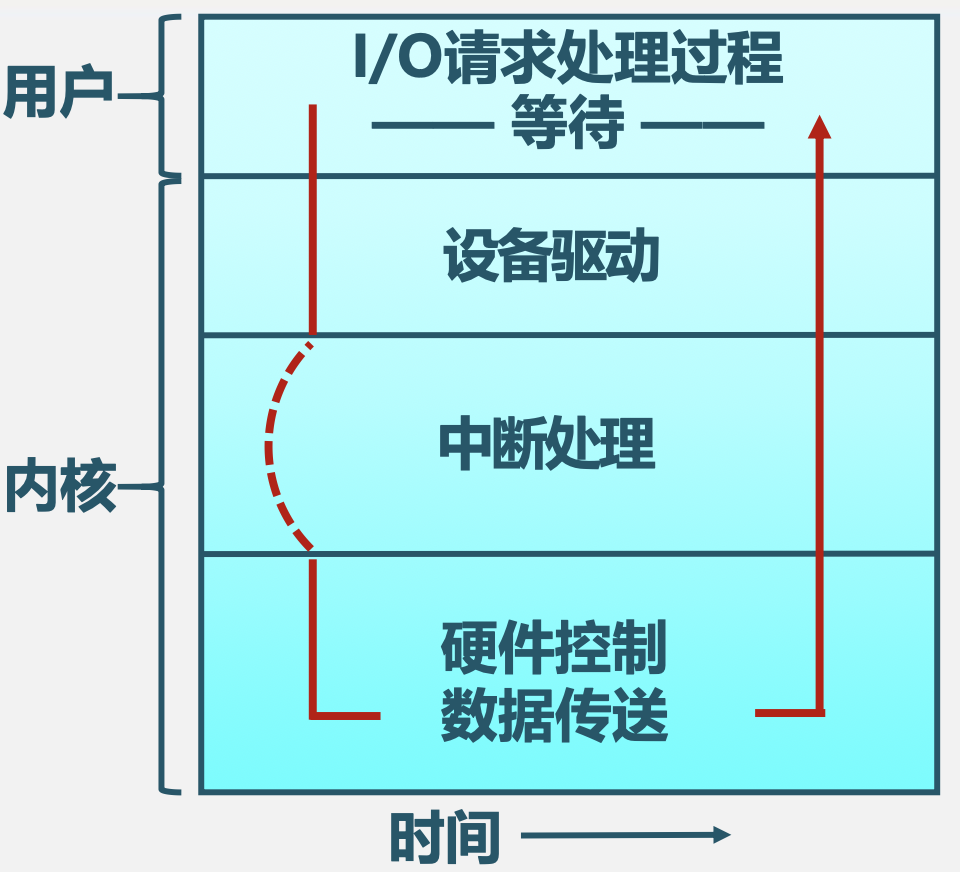 用户
I/O请求处理过程
等待
设备驱动
中断处理
内核
硬件控制
数据传送
时间